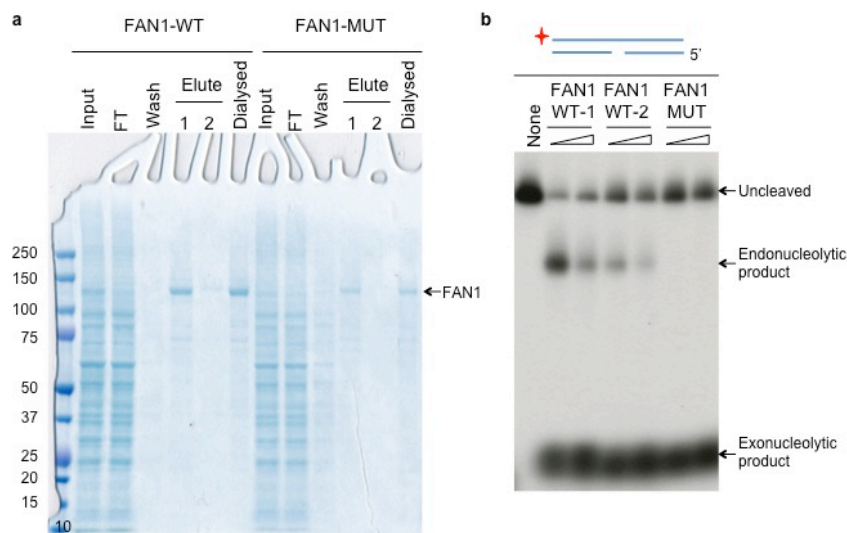 a
FAN1-WT FAN1-MUT
Elute Elute
Input FT Wash 1 2 Dialysed Input FT Wash 1 2 Dialysed
250
150
100
75
50
37
25
20
15
10
FAN1
b
5’
None
FAN1 FAN1 FAN1
WT-1 WT-2 MUT
Uncleaved
Endonucleolytic
product
Exonucleolytic
product